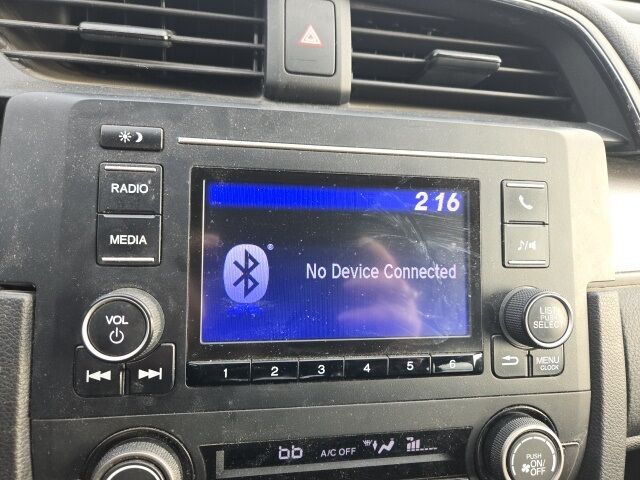 RADIO
MEDIA
VOL
2 16
®
No Device Connected
LIST
PUSH
SELECT
MENU
CLOCK
1 2 3 4 5 6
66
A/C OFF
PUSH
ON/
OFF